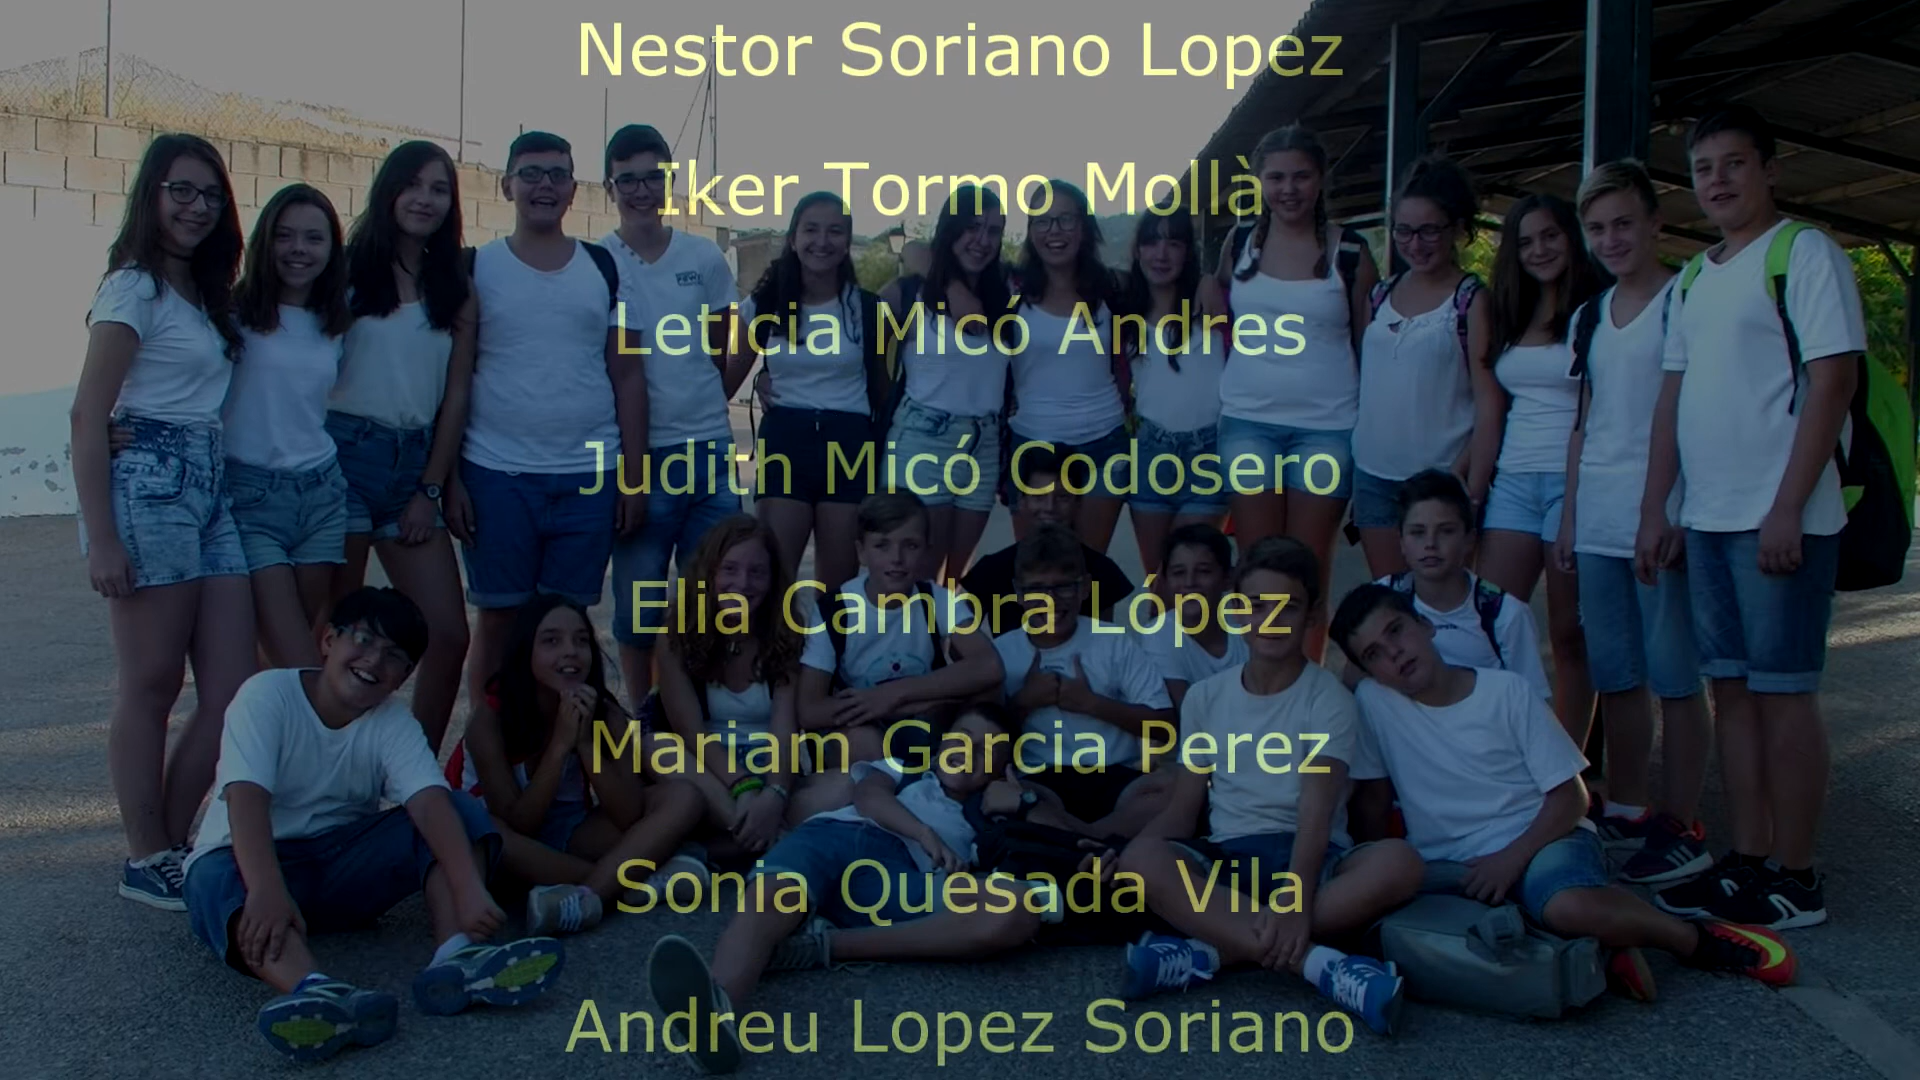 Nestor Soriano Lopez
Iker Tormo Mollà
Leticia Micó Andres
Judith Micó Codosero
Elia Cambra López
Mariam Garcia Perez
Sonia Quesada Vila
Andreu Lopez Soriano